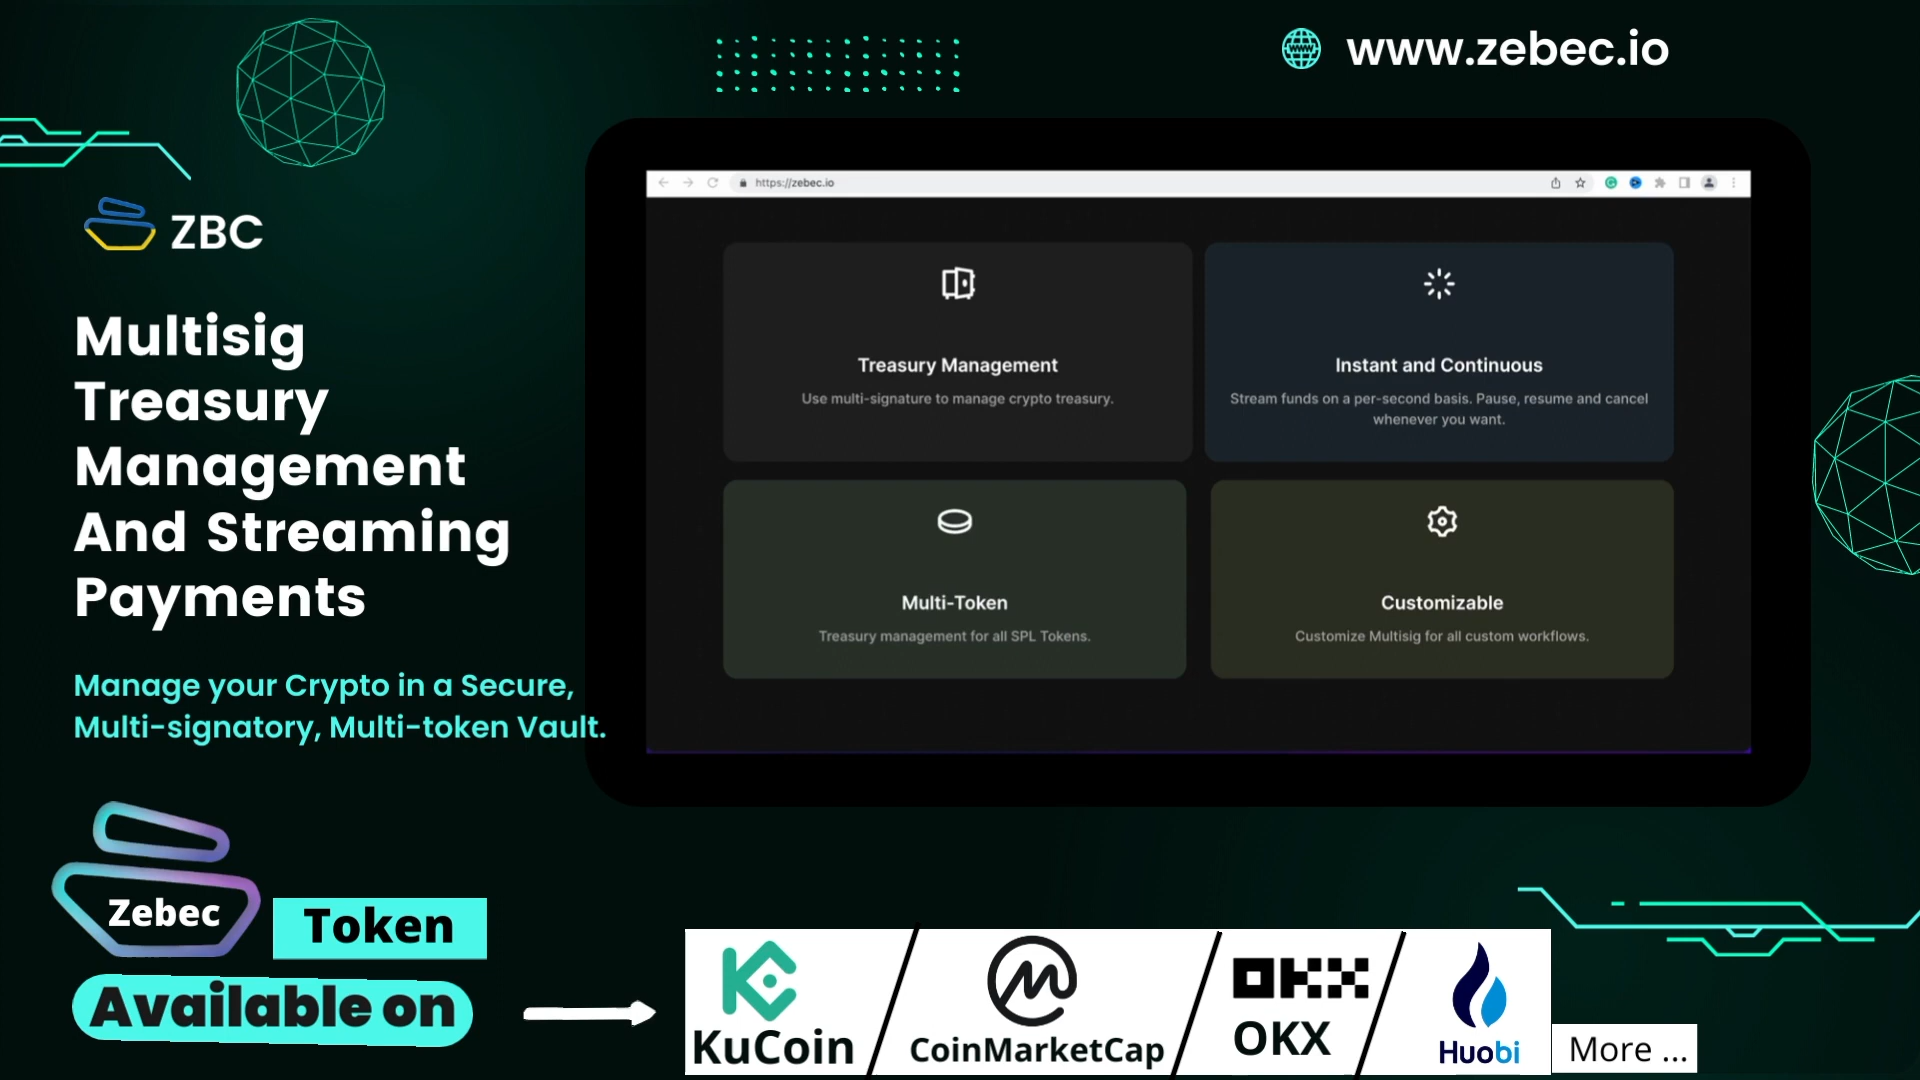 www.zebec.io
https://zebec.io
ZBC
Multisig
Treasury
Management
And Streaming
Payments
Manage your Crypto in a Secure,
Multi-signatory, Multi-token Vault.
Treasury Management
Use multi-signature to manage crypto treasury.
Instant and Continuous
Stream funds on a per-second basis. Pause, resume and cancel
whenever you want.
Multi-Token
Treasury management for all SPL Tokens.
Customizable
Customize Multisig for all custom workflows.
Zebec
Token
Available on
KuCoin
CoinMarketCap
OKX
OKX
Huobi
More ...